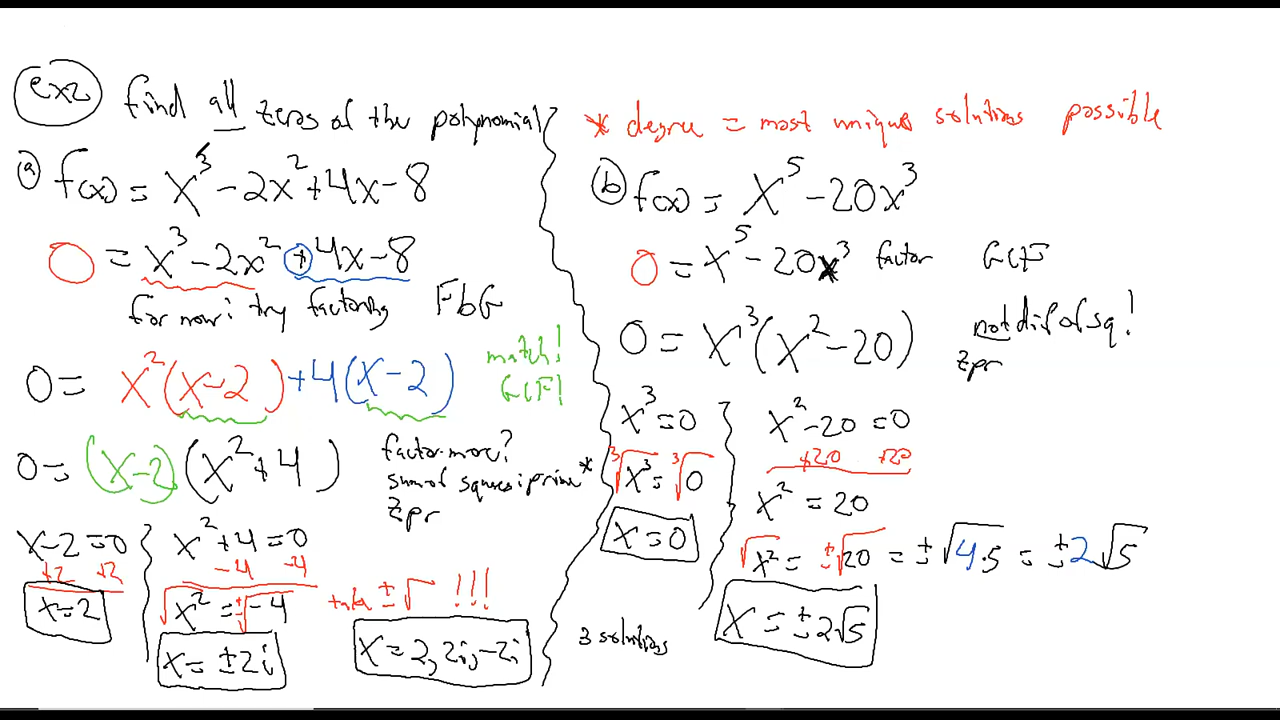 ex2 find all zeros of the polynomial
(a) f(x) = x³ - 2x² + 4x - 8
0 = x³ - 2x² + 4x - 8
for now: try factoring FbG
0 = x²(x-2) + 4(x-2)
match!
GCF!
0 = (x-2)(x²+4)
factor more?
sum of squares: prime*
zpr
x-2=0
+2 +2
x=2
x²+4=0
-4 -4
√x² = ±√-4
take ±√ !!!
x = ±2i
x = 2, 2i, -2i
* degree = most unique solutions possible
(b) f(x) = x⁵ - 20x³
0 = x⁵ - 20x³ factor GCF
0 = x³(x² - 20)
not dif of sq!
zpr
x³=0
³√x³ = ³√0
x=0
x²-20=0
+20 +20
x² = 20
√x² = ±√20 = ±√4·5 = ±2√5
x = ±2√5
3 solutions